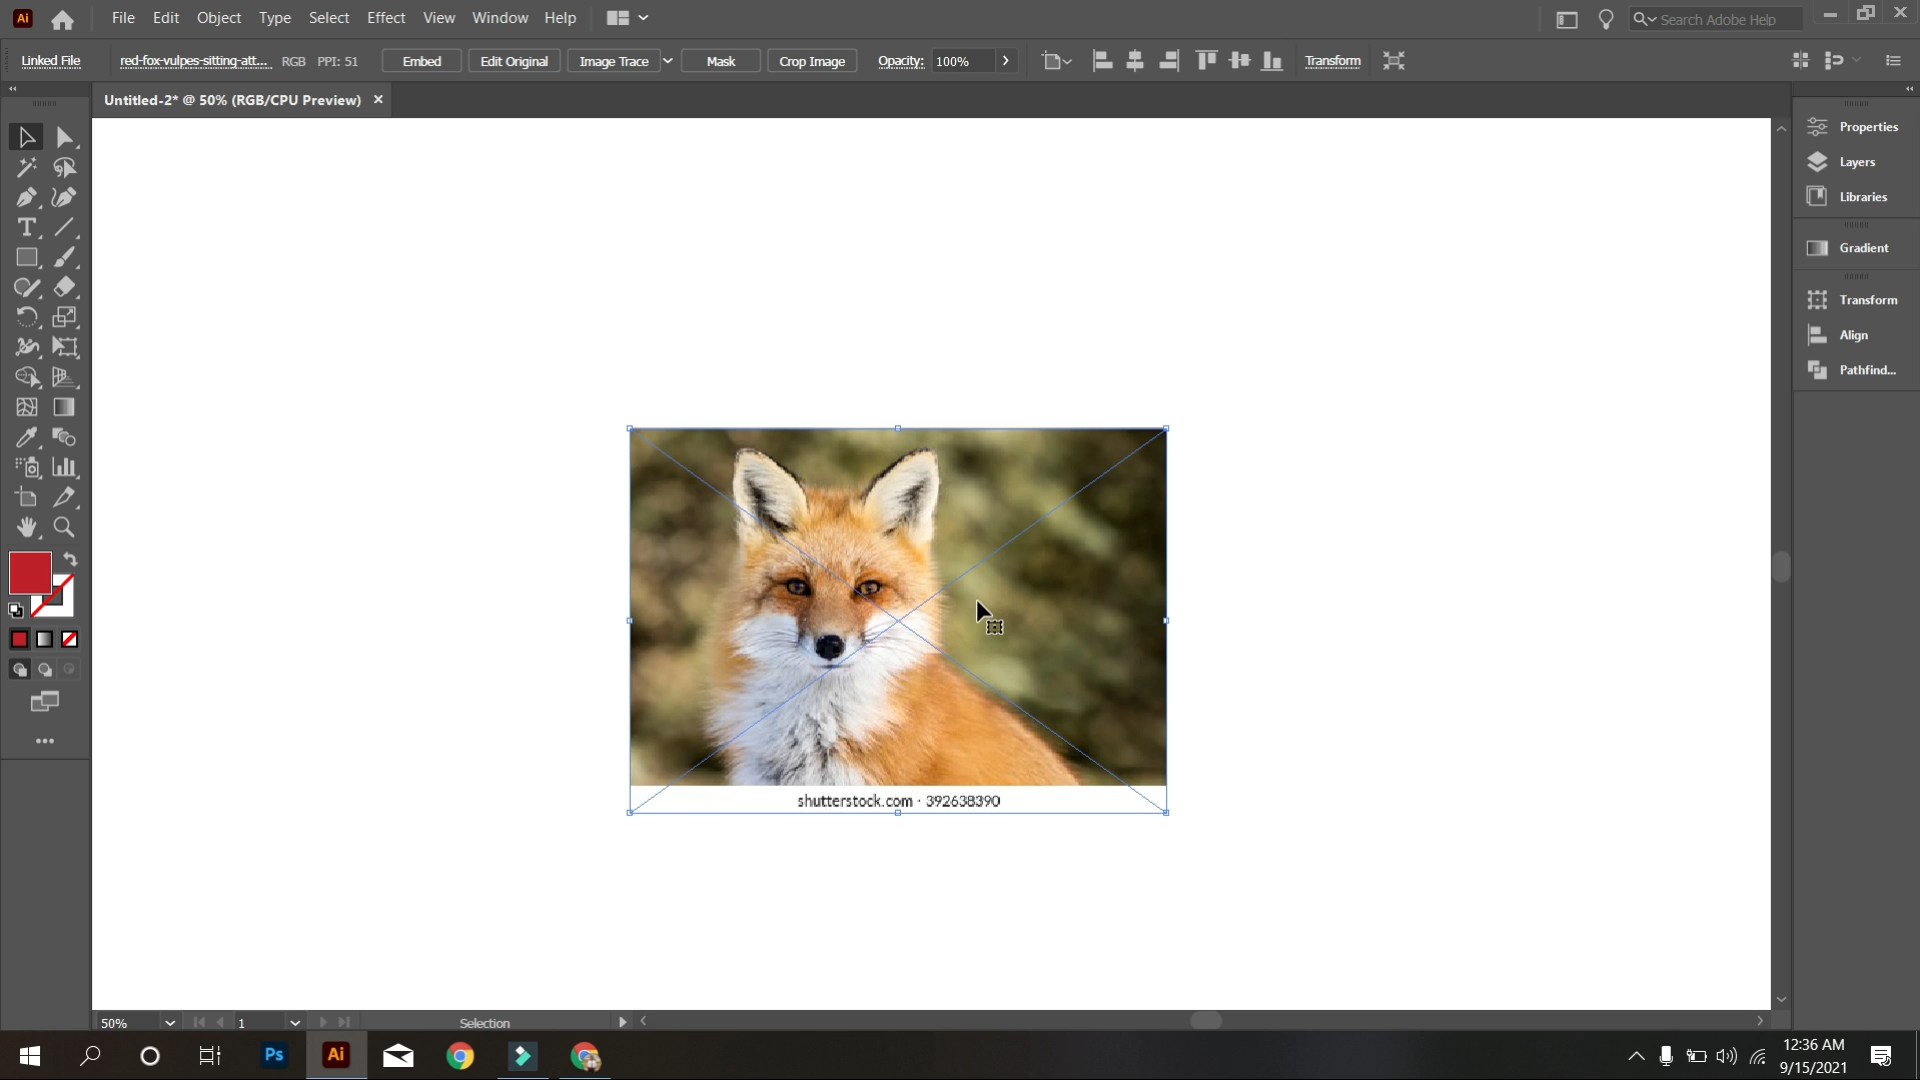 Ai File Edit Object Type Select Effect View Window Help Search Adobe Help
Linked File red-fox-vulpes-sitting-att... RGB PPI: 51 Embed Edit Original Image Trace Mask Crop Image Opacity: 100% Transform
Untitled-2* @ 50% (RGB/CPU Preview)
Properties
Layers
Libraries
Gradient
Transform
Align
Pathfind...
T
shutterstock.com · 392638390
50% 1 Selection
Ps Ai
12:36 AM
9/15/2021